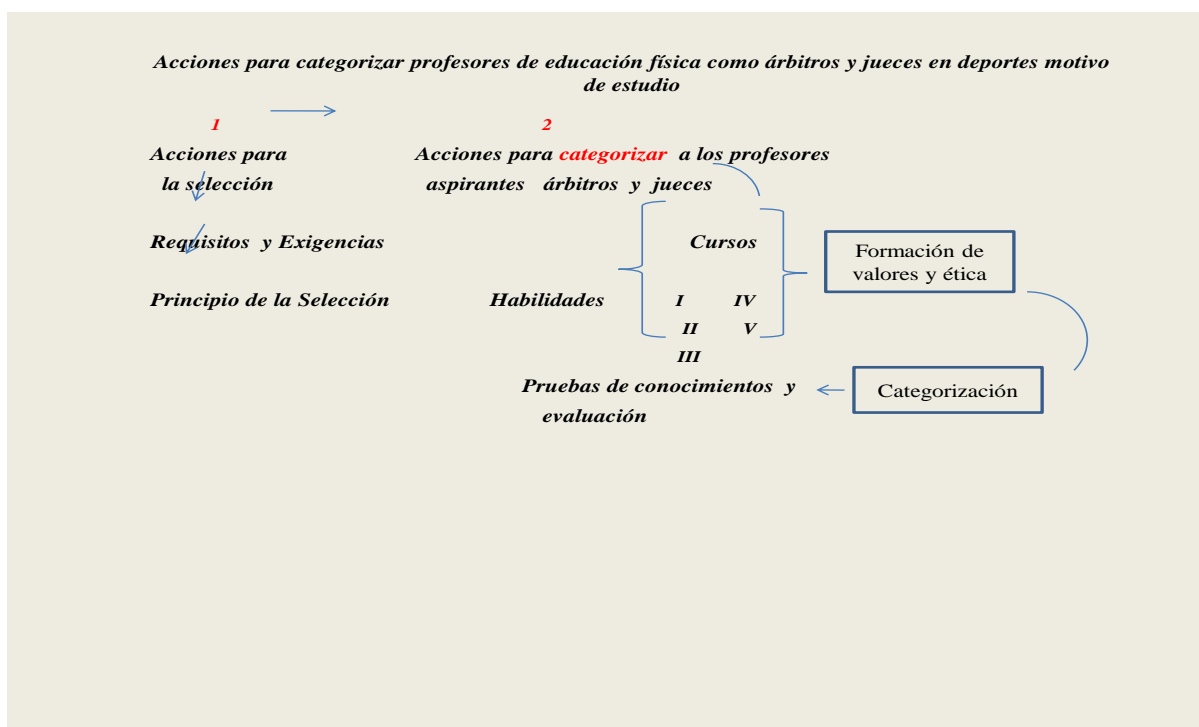 Acciones para categorizar profesores de educación física como árbitros y jueces en deportes motivo
de estudio
1
Acciones para
la selección
Requisitos y Exigencias
Principio de la Selección
2
Acciones para categorizar a los profesores
aspirantes árbitros y jueces
Cursos
Habilidades
I IV
II V
III
Formación de
valores y ética
Categorización
Pruebas de conocimientos y
evaluación